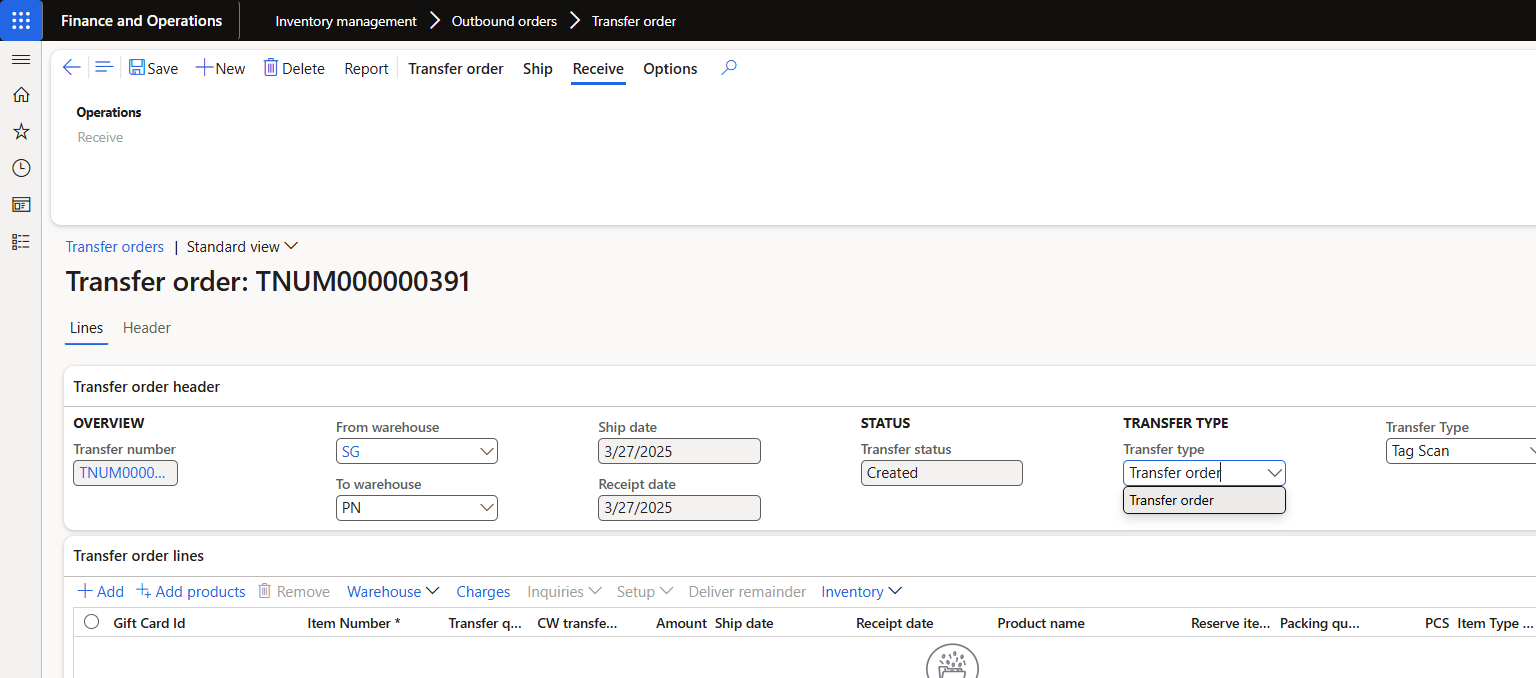 Finance and Operations
Inventory management Outbound orders Transfer order
Save New Delete Report Transfer order Ship Receive Options
Operations
Receive
Transfer orders | Standard view
Transfer order: TNUM000000391
Lines Header
Transfer order header
OVERVIEW
Transfer number
TNUM0000...
From warehouse
SG
To warehouse
PN
Ship date
3/27/2025
Receipt date
3/27/2025
STATUS
Transfer status
Created
TRANSFER TYPE
Transfer type
Transfer order
Transfer order
Transfer Type
Tag Scan
Transfer order lines
Add Add products Remove Warehouse Charges Inquiries Setup Deliver remainder Inventory
Gift Card Id Item Number * Transfer q... CW transfe... Amount Ship date Receipt date Product name Reserve ite... Packing qu... PCS Item Type ...